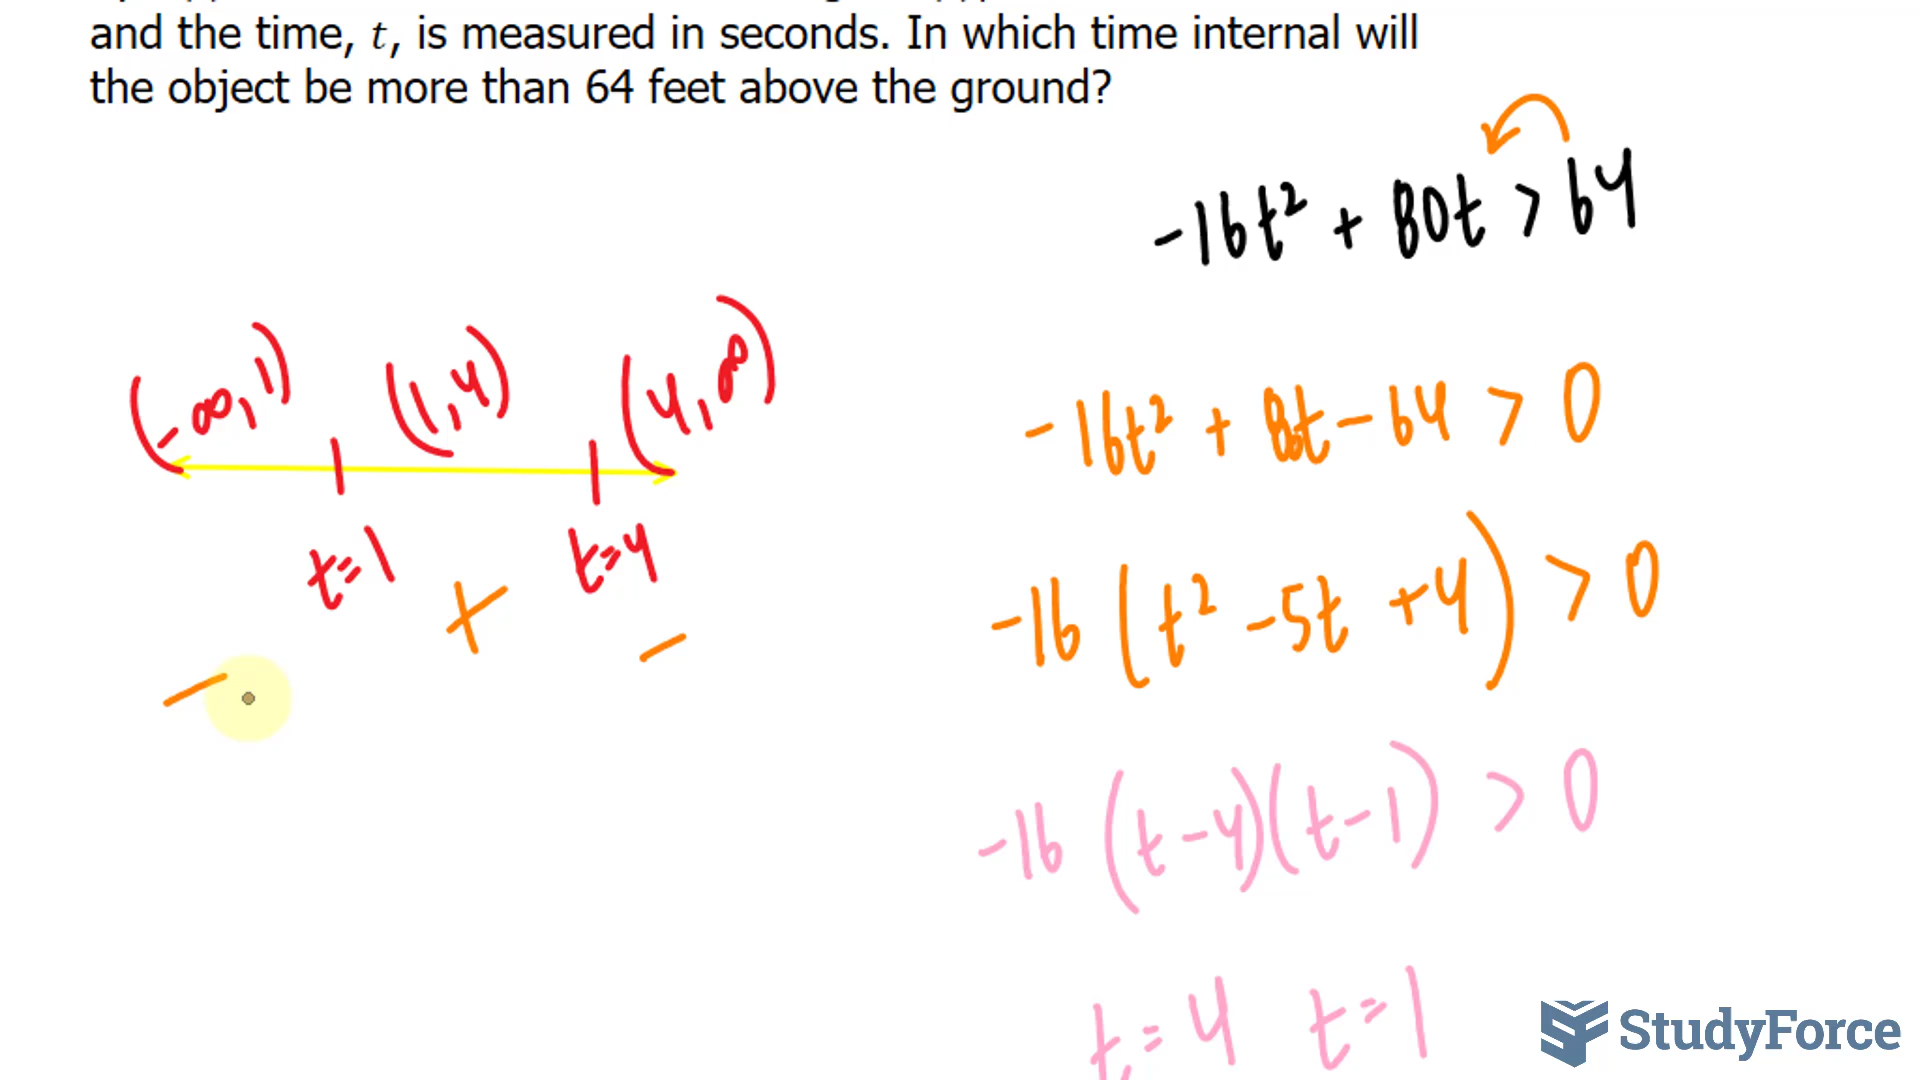 and the time, t, is measured in seconds. In which time internal will
the object be more than 64 feet above the ground?
-16t² + 80t > 64
(-∞, 1) (1, 4) (4, ∞)
-16t² + 80t - 64 > 0
t=1 t=4
-16 (t² - 5t + 4) > 0
- + -
-16 (t-4)(t-1) > 0
t=4 t=1
StudyForce